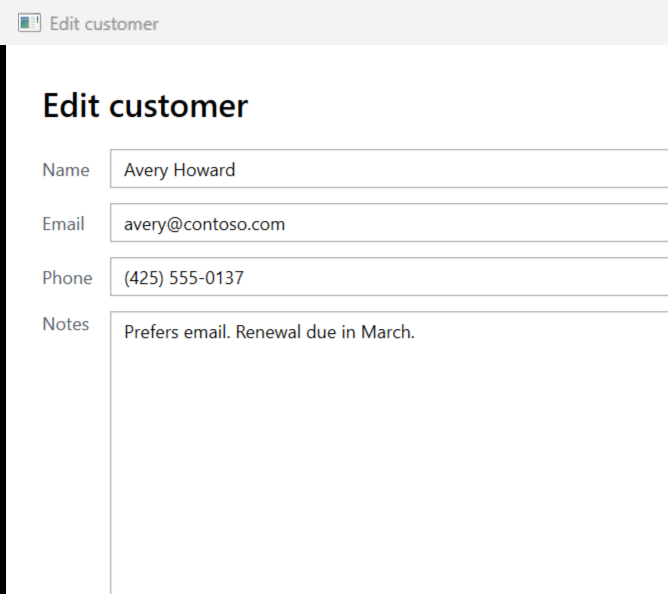 Edit customer
Edit customer
Name Avery Howard
Email avery@contoso.com
Phone (425) 555-0137
Notes Prefers email. Renewal due in March.